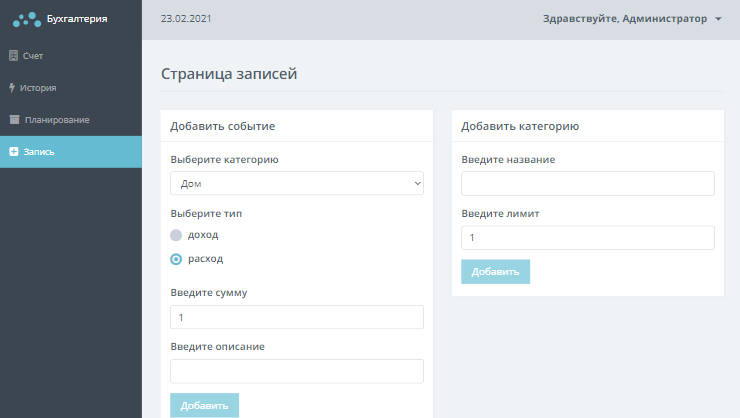 Бухгалтерия
23.02.2021
Здравствуйте, Администратор
Счет
История
Планирование
Запись
Страница записей
Добавить событие
Выберите категорию
Дом
Выберите тип
доход
расход
Введите сумму
1
Введите описание
Добавить
Добавить категорию
Введите название
Введите лимит
1
Добавить